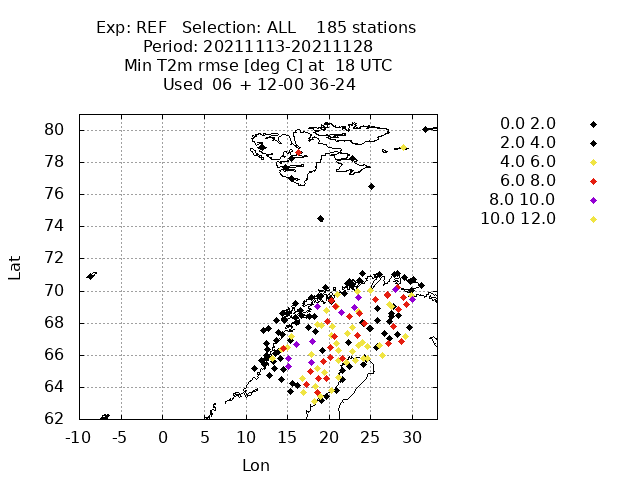 Exp: REF Selection: ALL 185 stations
Period: 20211113-20211128
Min T2m rmse [deg C] at 18 UTC
Used 06 + 12-00 36-24
80
78
76
74
72
70
68
66
64
62
Lat
-10 -5 0 5 10 15 20 25 30
Lon
0.0 2.0
2.0 4.0
4.0 6.0
6.0 8.0
8.0 10.0
10.0 12.0